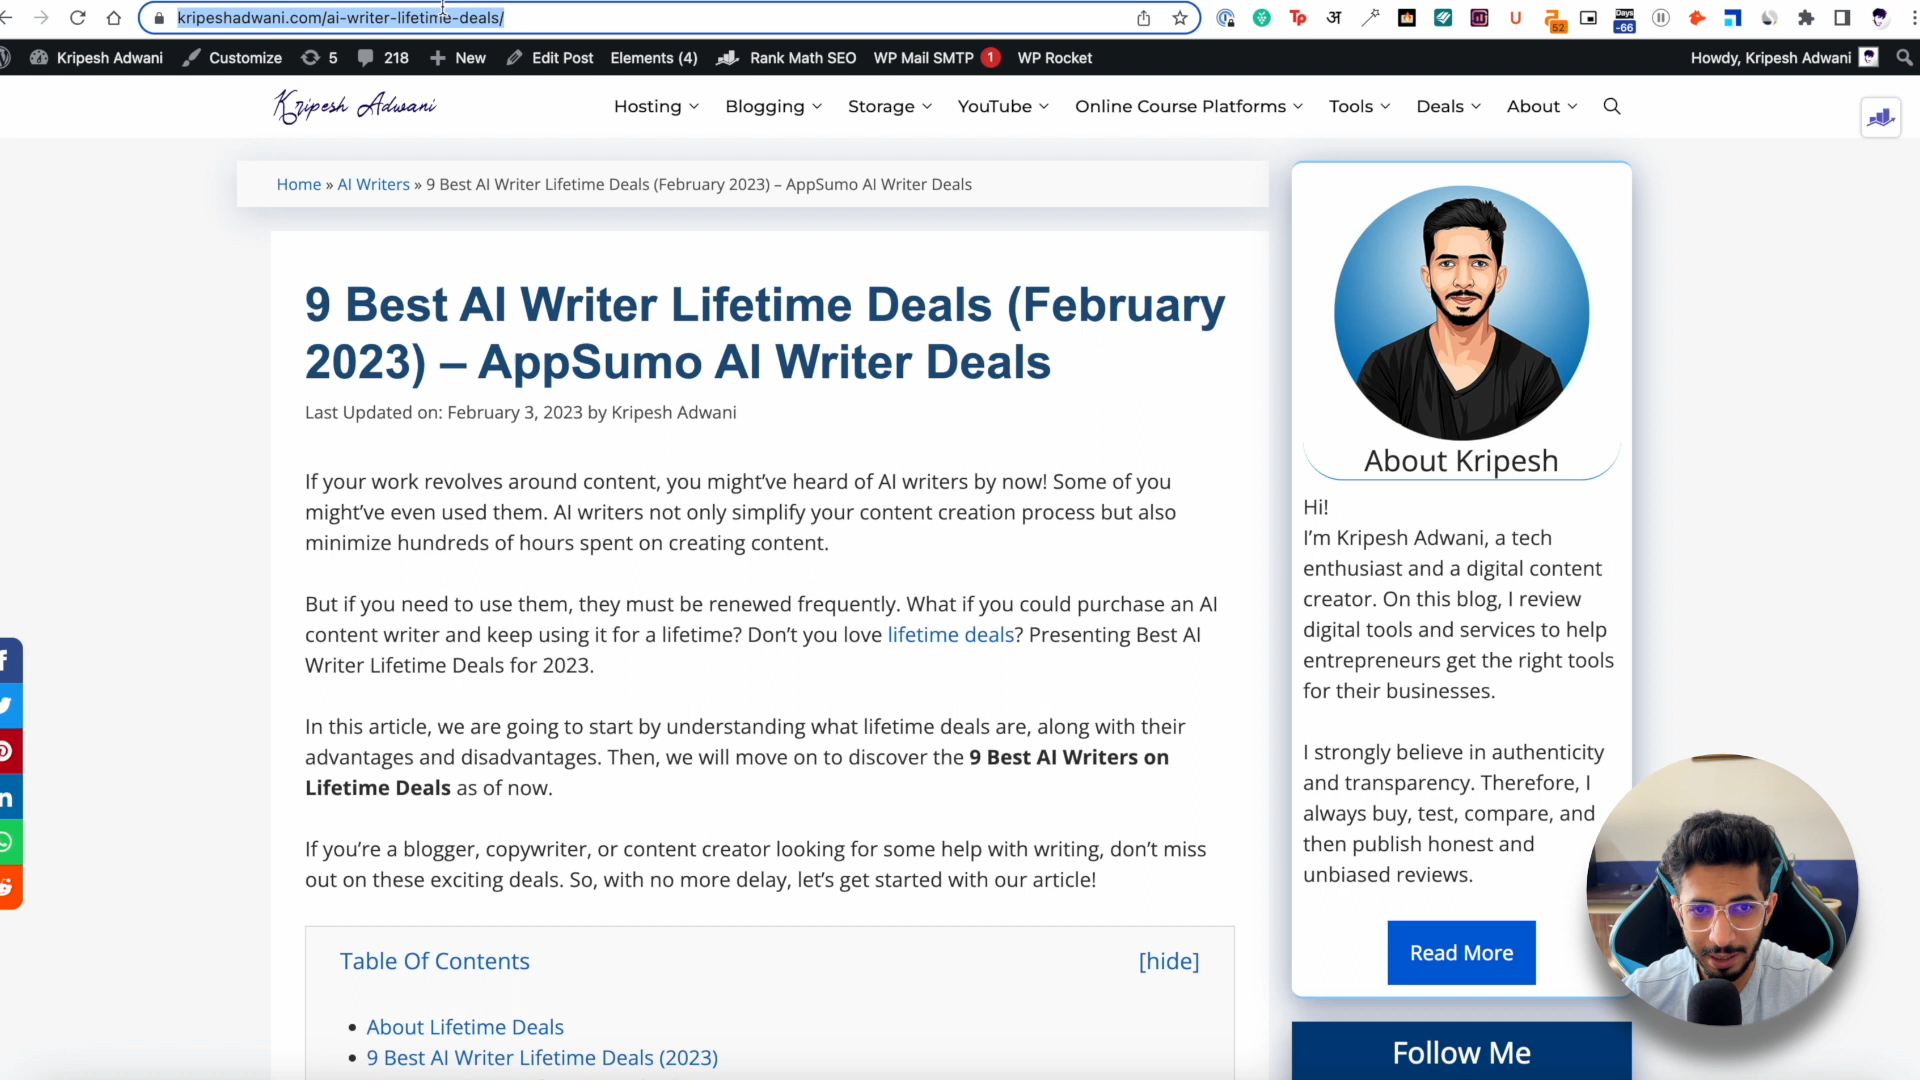 kripeshadwani.com/ai-writer-lifetime-deals/
52
Days
-66
Kripesh Adwani
Customize
5
218
New
Edit Post
Elements (4)
Rank Math SEO
WP Mail SMTP 1
WP Rocket
Howdy, Kripesh Adwani
Kripesh Adwani
Hosting
Blogging
Storage
YouTube
Online Course Platforms
Tools
Deals
About
Home » AI Writers » 9 Best AI Writer Lifetime Deals (February 2023) – AppSumo AI Writer Deals
9 Best AI Writer Lifetime Deals (February
2023) – AppSumo AI Writer Deals
Last Updated on: February 3, 2023 by Kripesh Adwani
If your work revolves around content, you might’ve heard of AI writers by now! Some of you
might’ve even used them. AI writers not only simplify your content creation process but also
minimize hundreds of hours spent on creating content.
But if you need to use them, they must be renewed frequently. What if you could purchase an AI
content writer and keep using it for a lifetime? Don’t you love lifetime deals? Presenting Best AI
Writer Lifetime Deals for 2023.
In this article, we are going to start by understanding what lifetime deals are, along with their
advantages and disadvantages. Then, we will move on to discover the 9 Best AI Writers on
Lifetime Deals as of now.
If you’re a blogger, copywriter, or content creator looking for some help with writing, don’t miss
out on these exciting deals. So, with no more delay, let’s get started with our article!
Table Of Contents
[hide]
• About Lifetime Deals
• 9 Best AI Writer Lifetime Deals (2023)
About Kripesh
Hi!
I’m Kripesh Adwani, a tech
enthusiast and a digital content
creator. On this blog, I review
digital tools and services to help
entrepreneurs get the right tools
for their businesses.
I strongly believe in authenticity
and transparency. Therefore, I
always buy, test, compare, and
then publish honest and
unbiased reviews.
Read More
Follow Me